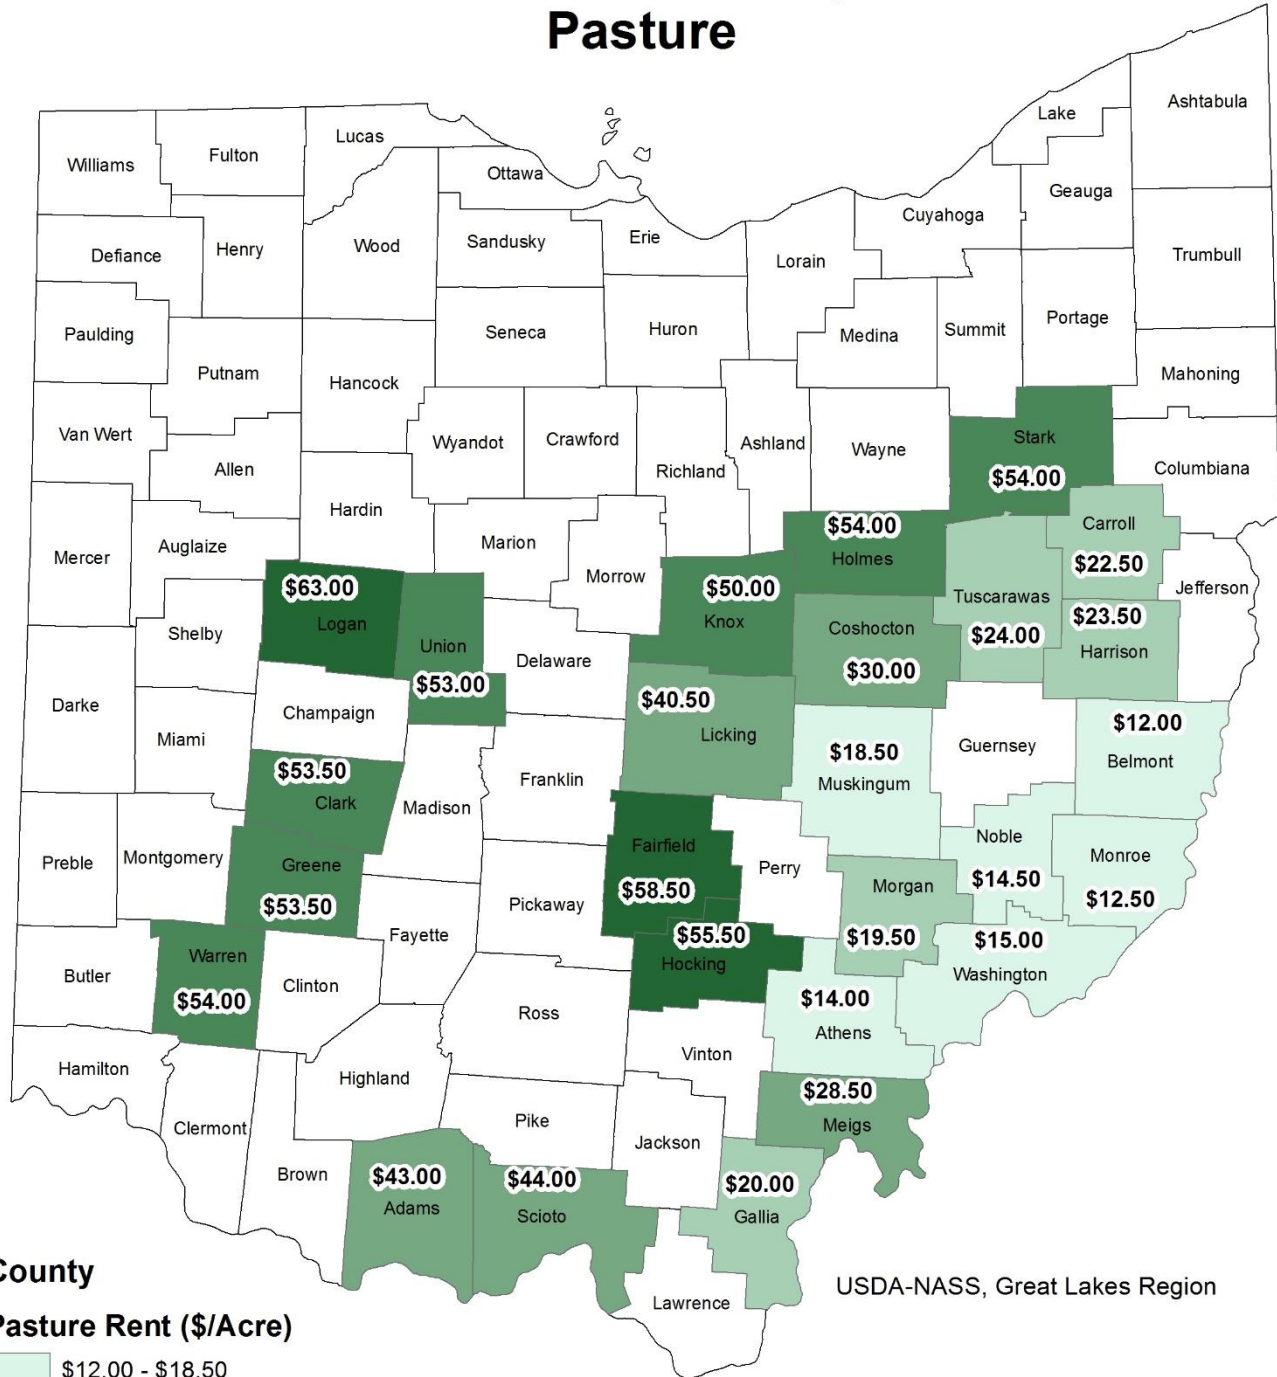 Pasture
Ashtabula
Lake
Lucas
Fulton
Williams
Ottawa
Geauga
Cuyahoga
Erie
Sandusky
Wood
Henry
Defiance
Lorain
Trumbull
Portage
Summit
Medina
Huron
Seneca
Paulding
Putnam
Hancock
Mahoning
Van Wert
Allen
Wyandot
Crawford
Richland
Ashland
Wayne
Stark
$54.00
Columbiana
Hardin
Mercer
Auglaize
Marion
Morrow
$54.00
Holmes
Carroll
$22.50
Jefferson
$63.00
Logan
Shelby
Union
$53.00
Delaware
$50.00
Knox
Coshocton
$30.00
Tuscarawas
$24.00
$23.50
Harrison
Darke
Miami
Champaign
$40.50
Licking
$18.50
Muskingum
Guernsey
$12.00
Belmont
$53.50
Clark
Madison
Franklin
Preble
Montgomery
Greene
$53.50
Fairfield
$58.50
Perry
Morgan
$19.50
Noble
$14.50
Monroe
$12.50
Pickaway
Fayette
$55.50
Hocking
$15.00
Washington
Butler
Warren
$54.00
Clinton
Ross
$14.00
Athens
Vinton
Hamilton
Highland
$28.50
Meigs
Clermont
Pike
Jackson
Brown
$43.00
Adams
$44.00
Scioto
$20.00
Gallia
Lawrence
USDA-NASS, Great Lakes Region
County
Pasture Rent ($/Acre)
$12.00 - $18.50